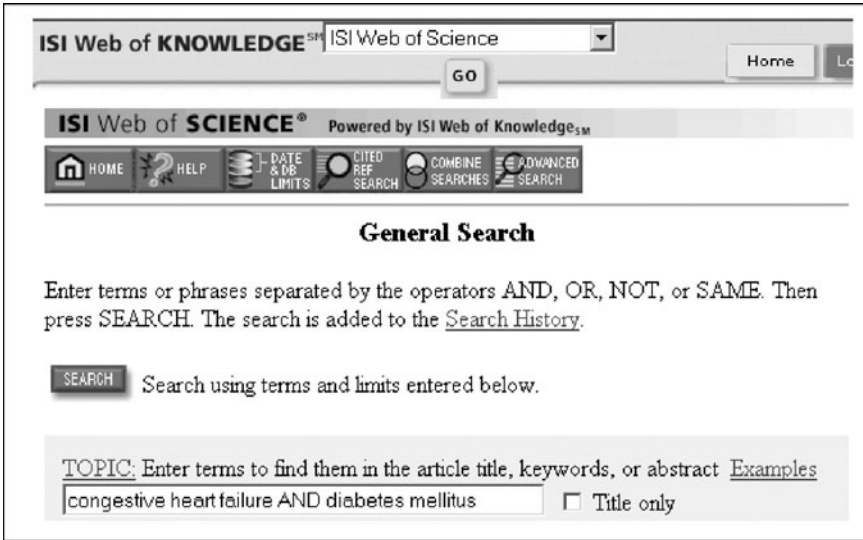 ISI Web of KNOWLEDGE SM ISI Web of Science
GO
Home
ISI Web of SCIENCE® Powered by ISI Web of Knowledge SM
HOME HELP DATE & DB LIMITS CITED REF SEARCH COMBINE SEARCHES ADVANCED SEARCH
General Search
Enter terms or phrases separated by the operators AND, OR, NOT, or SAME. Then
press SEARCH. The search is added to the Search History.
SEARCH Search using terms and limits entered below.
TOPIC: Enter terms to find them in the article title, keywords, or abstract Examples
congestive heart failure AND diabetes mellitus Title only